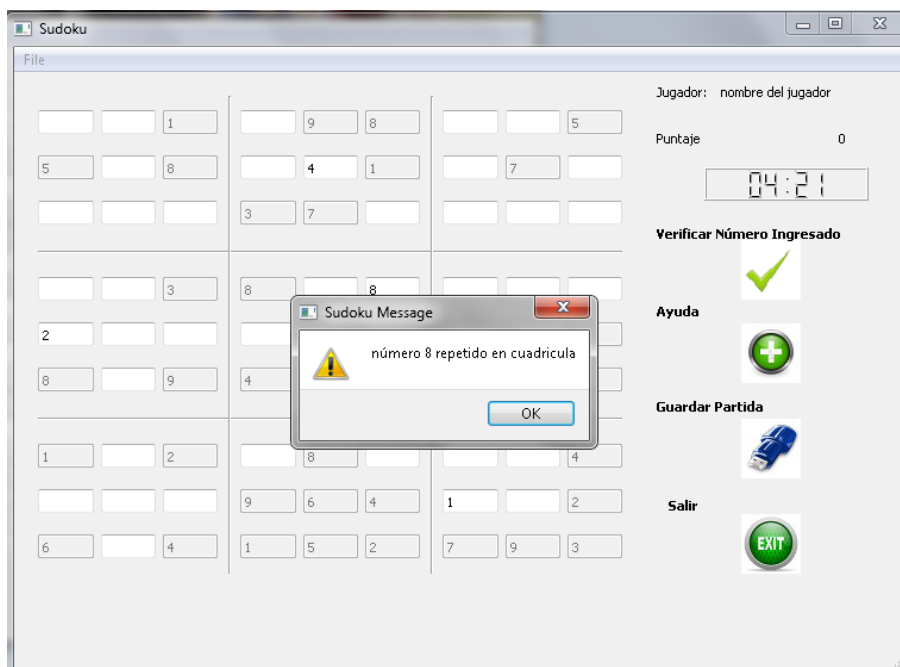 Sudoku
File
1 9 8 5
5 8 4 1 7
3 7
3 8 8
2
8 9 4
1 2 8 4
9 6 4 1 2
6 4 1 5 2 7 9 3
Jugador: nombre del jugador
Puntaje 0
04:21
Verificar Número Ingresado
Ayuda
Guardar Partida
Salir
EXIT
Sudoku Message
número 8 repetido en cuadricula
OK